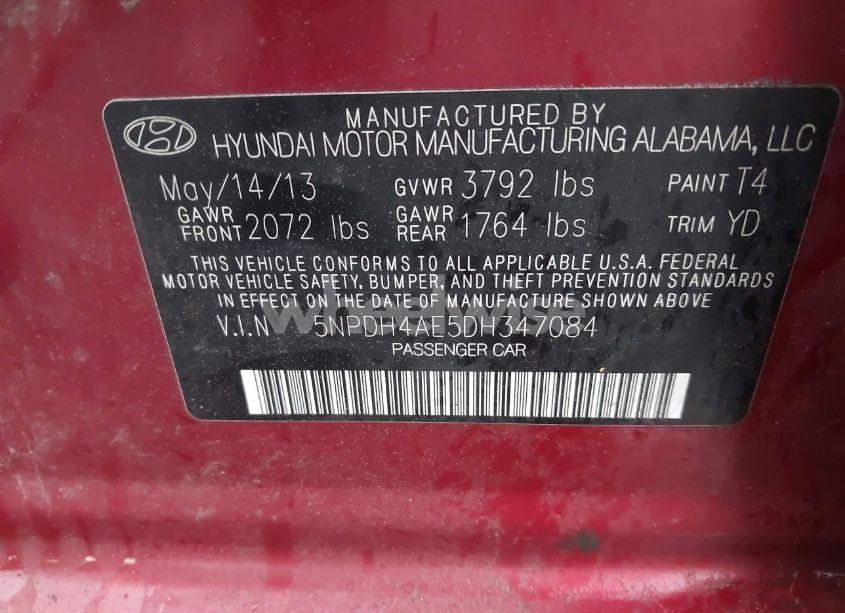 MANUFACTURED BY
HYUNDAI MOTOR MANUFACTURING ALABAMA, LLC
May/14/13 GVWR 3792 lbs PAINT T4
GAWR FRONT 2072 lbs GAWR REAR 1764 lbs TRIM YD
THIS VEHICLE CONFORMS TO ALL APPLICABLE U.S.A. FEDERAL
MOTOR VEHICLE SAFETY, BUMPER, AND THEFT PREVENTION STANDARDS
IN EFFECT ON THE DATE OF MANUFACTURE SHOWN ABOVE
V.I.N 5NPDH4AE5DH347084
PASSENGER CAR
wheelwise